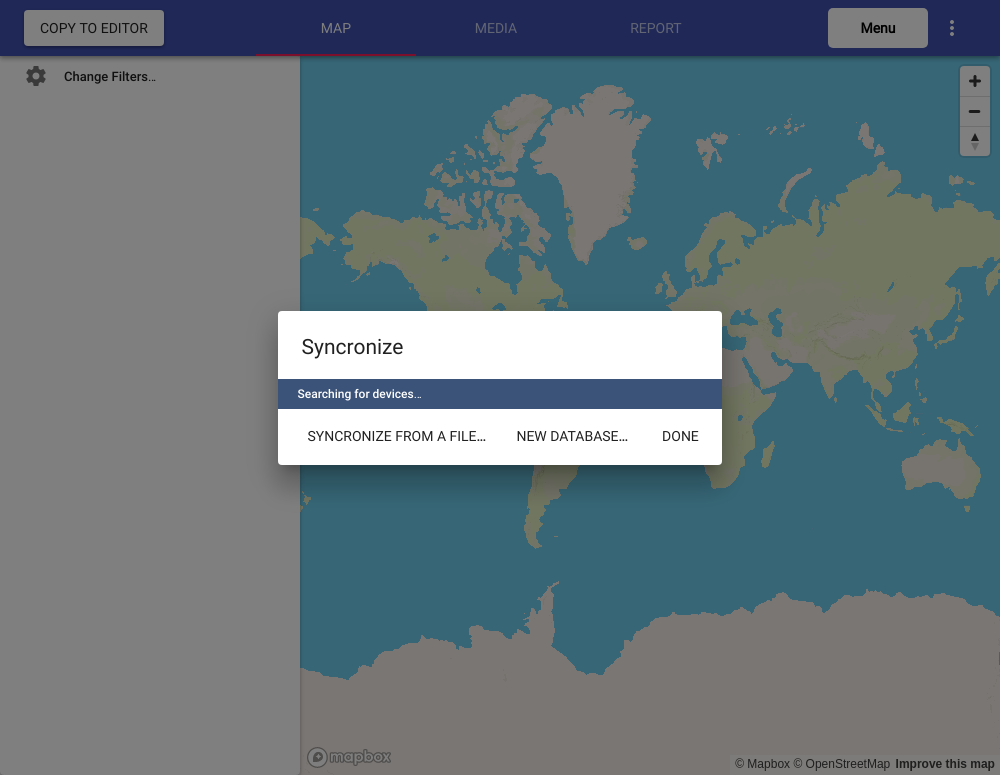 COPY TO EDITOR
MAP
MEDIA
REPORT
Menu
Change Filters…
Syncronize
Searching for devices…
SYNCRONIZE FROM A FILE…
NEW DATABASE…
DONE
mapbox
© Mapbox © OpenStreetMap Improve this map